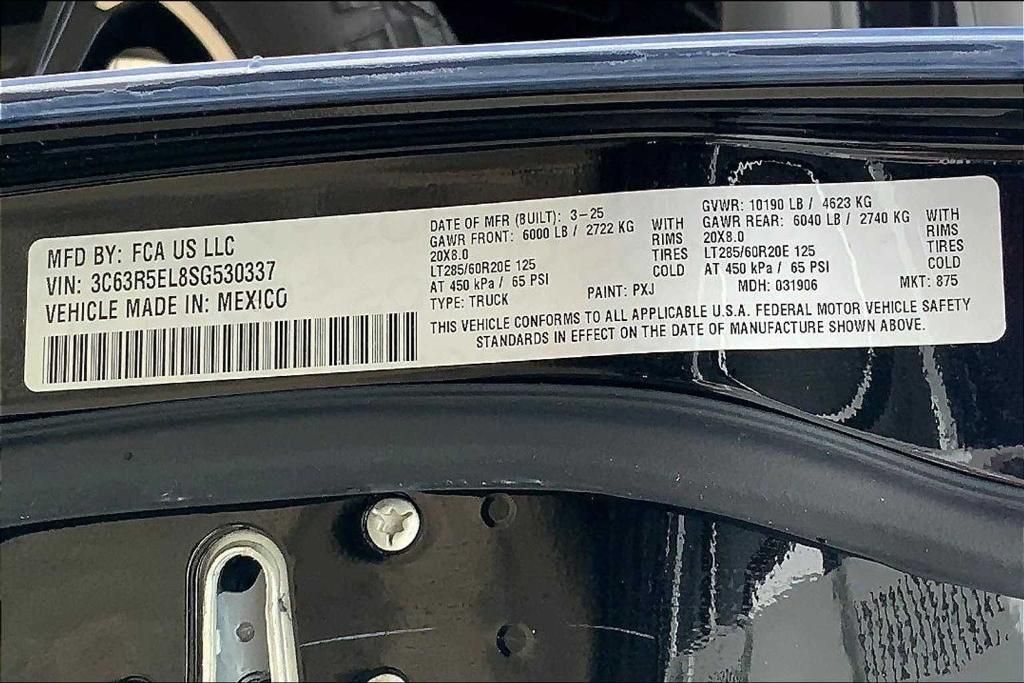 MFD BY: FCA US LLC
VIN: 3C63R5EL8SG530337
VEHICLE MADE IN: MEXICO
DATE OF MFR (BUILT): 3-25
GAWR FRONT: 6000 LB / 2722 KG
20X8.0
LT285/60R20E 125
AT 450 kPa / 65 PSI
TYPE: TRUCK
WITH
RIMS
TIRES
COLD
PAINT: PXJ
GVWR: 10190 LB / 4623 KG
GAWR REAR: 6040 LB / 2740 KG
20X8.0
LT285/60R20E 125
AT 450 kPa / 65 PSI
MDH: 031906
WITH
RIMS
TIRES
COLD
MKT: 875
THIS VEHICLE CONFORMS TO ALL APPLICABLE U.S.A. FEDERAL MOTOR VEHICLE SAFETY
STANDARDS IN EFFECT ON THE DATE OF MANUFACTURE SHOWN ABOVE.